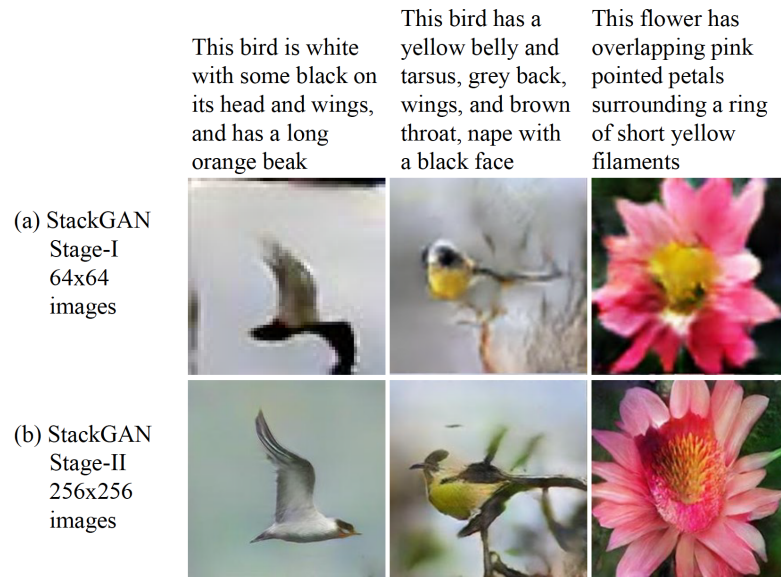 This bird is white
with some black on
its head and wings,
and has a long
orange beak
This bird has a
yellow belly and
tarsus, grey back,
wings, and brown
throat, nape with
a black face
This flower has
overlapping pink
pointed petals
surrounding a ring
of short yellow
filaments
(a) StackGAN
Stage-I
64x64
images
(b) StackGAN
Stage-II
256x256
images